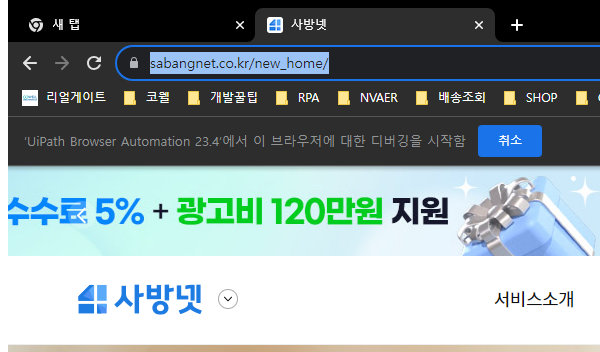 새 탭
사방넷
sabangnet.co.kr/new_home/
리얼게이트 코웰 개발꿀팁 RPA NVAER 배송조회 SHOP
'UiPath Browser Automation 23.4'에서 이 브라우저에 대한 디버깅을 시작함 취소
수수료 5% + 광고비 120만원 지원
사방넷 서비스소개